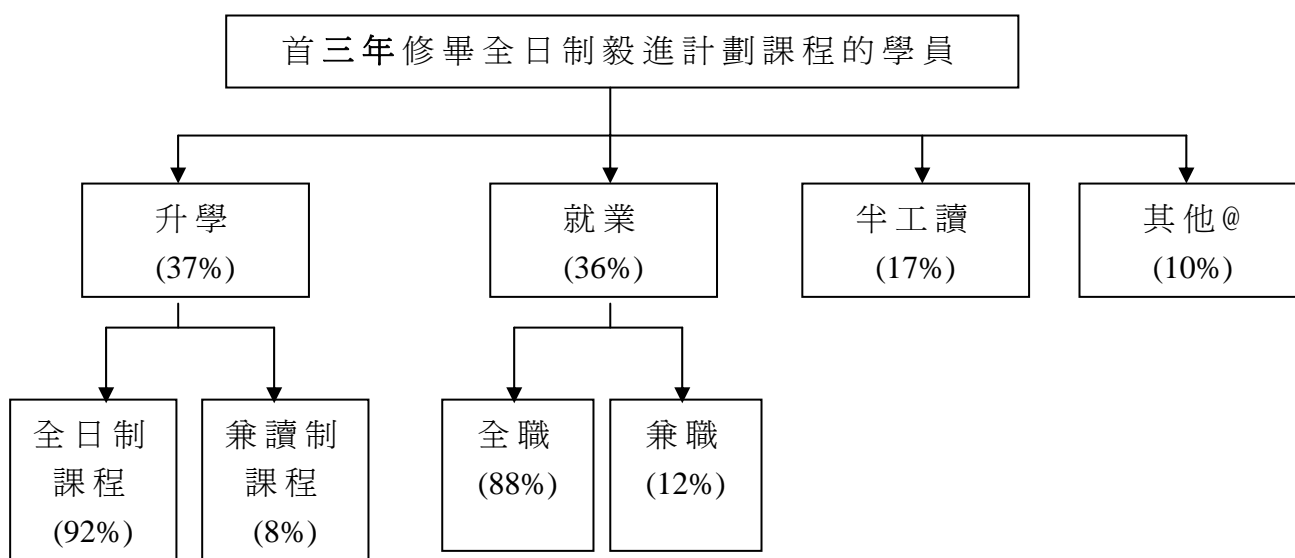 首三年修畢全日制毅進計劃課程的學員
升學
(37%)
就業
(36%)
半工讀
(17%)
其他@
(10%)
全日制
課程
(92%)
兼讀制
課程
(8%)
全職
(88%)
兼職
(12%)